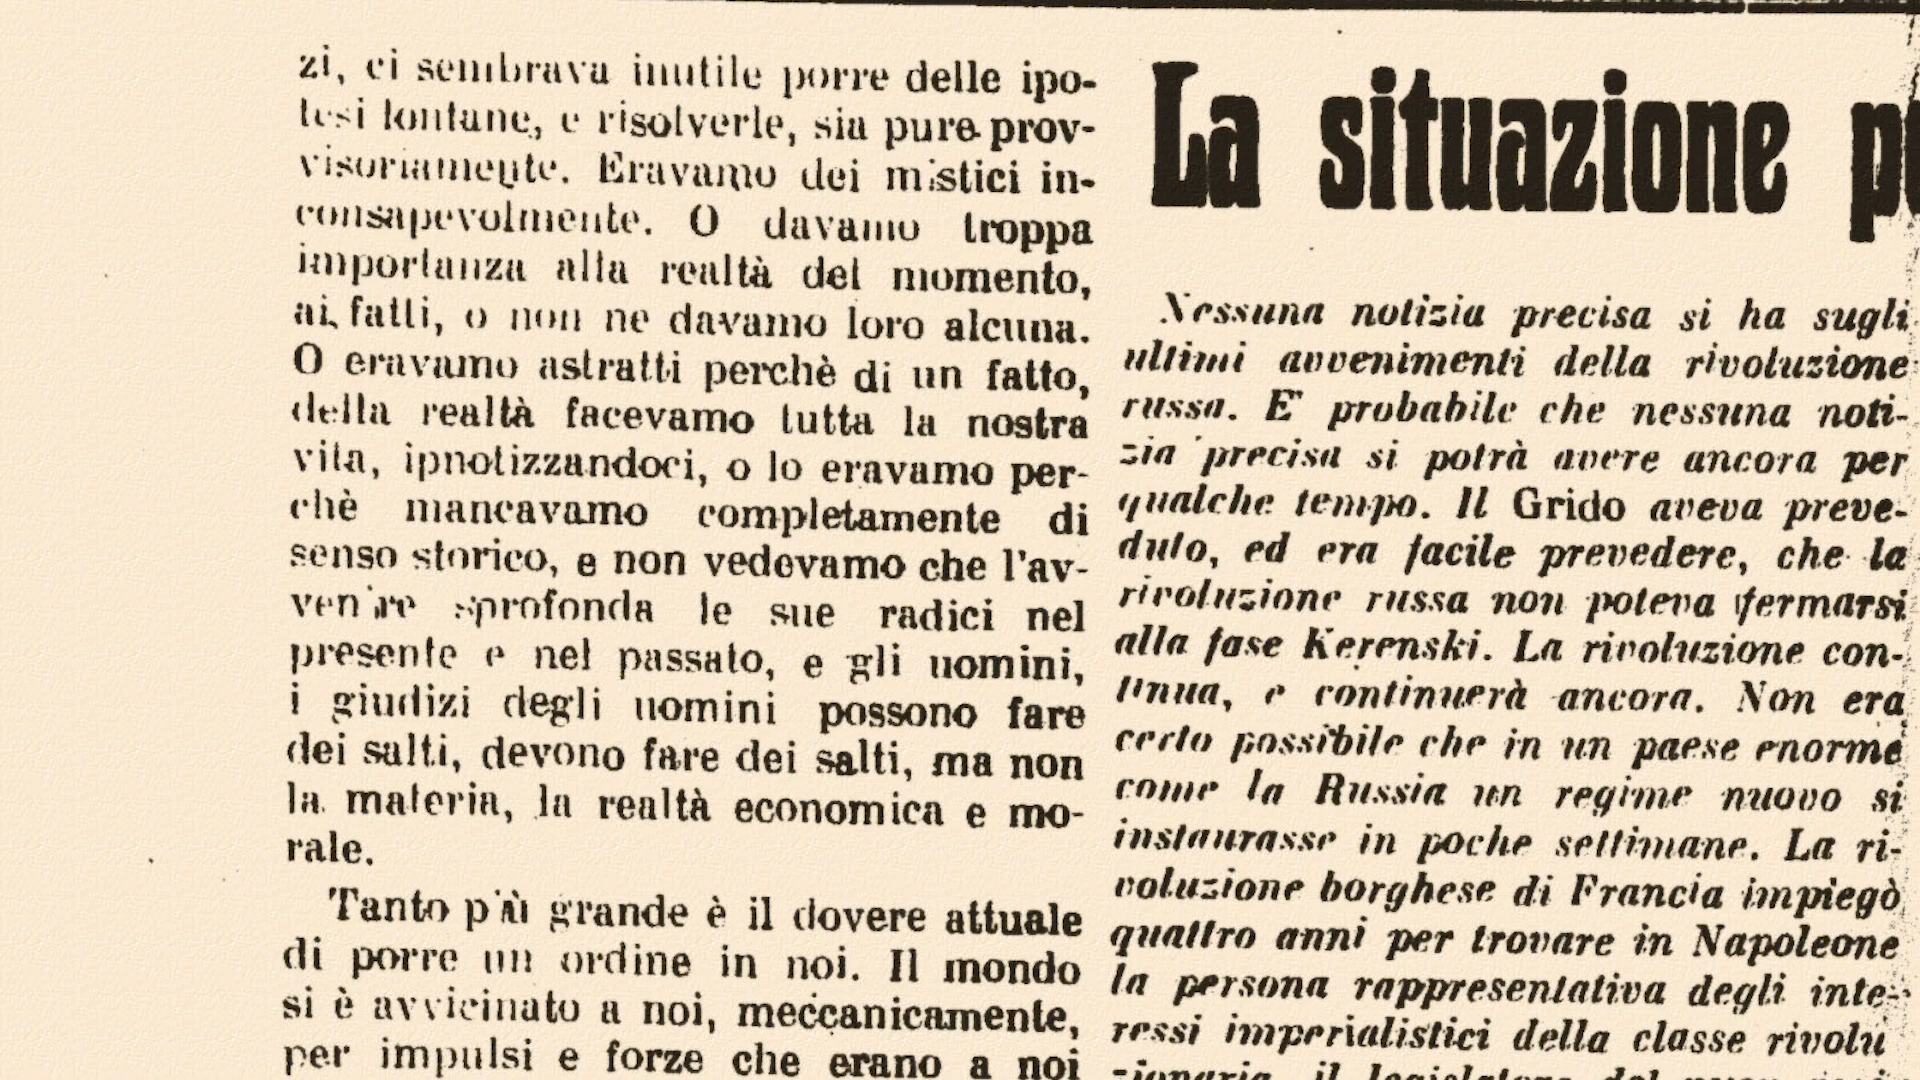 zi, ci sembrava inutile porre delle ipo-
tesi lontane, e risolverle, sia pure prov-
visoriamente. Eravamo dei mistici in-
consapevolmente. O davamo troppa
importanza alla realtà del momento,
ai fatti, o non ne davamo loro alcuna.
O eravamo astratti perchè di un fatto,
della realtà facevamo tutta la nostra
vita, ipnotizzandoci, o lo eravamo per-
chè mancavamo completamente di
senso storico, e non vedevamo che l'av-
venire sprofonda le sue radici nel
presente e nel passato, e gli uomini,
i giudizi degli uomini possono fare
dei salti, devono fare dei salti, ma non
la materia, la realtà economica e mo-
rale.
Tanto più grande è il dovere attuale
di porre un ordine in noi. Il mondo
si è avvicinato a noi, meccanicamente,
per impulsi e forze che erano a noi
La situazione po
Nessuna notizia precisa si ha sugli
ultimi avvenimenti della rivoluzione
russa. E' probabile che nessuna noti-
zia precisa si potrà avere ancora per
qualche tempo. Il Grido aveva preve-
duto, ed era facile prevedere, che la
rivoluzione russa non poteva fermarsi
alla fase Kerenski. La rivoluzione con-
tinua, e continuerà ancora. Non era
certo possibile che in un paese enorme
come la Russia un regime nuovo si
instaurasse in poche settimane. La ri-
voluzione borghese di Francia impiegò
quattro anni per trovare in Napoleone
la persona rappresentativa degli inte-
ressi imperialistici della classe rivolu
zionaria, il legislatore del